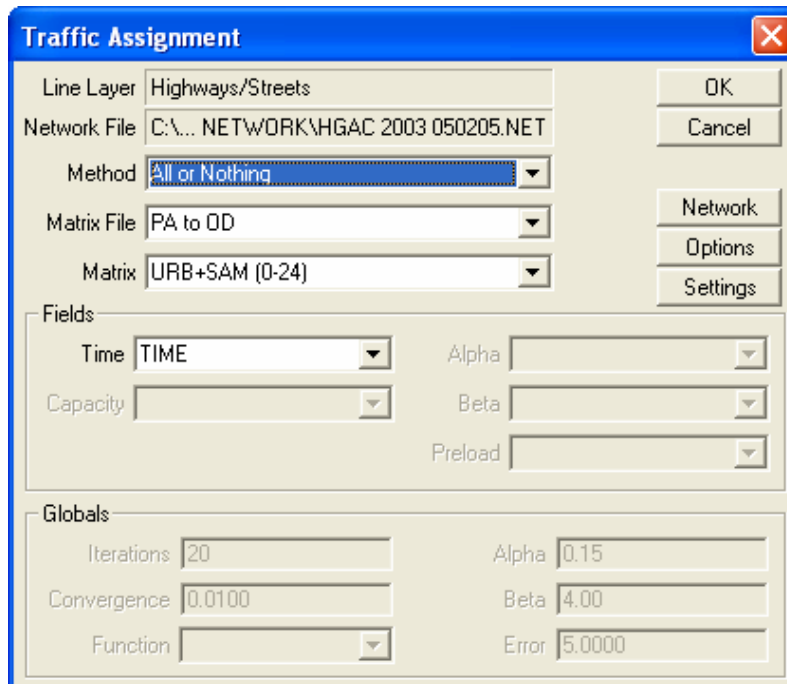 Traffic Assignment
Line Layer Highways/Streets OK
Network File C:\... NETWORK\HGAC 2003 050205.NET Cancel
Method All or Nothing
Matrix File PA to OD Network
Options
Matrix URB+SAM (0-24) Settings
Fields
Time TIME Alpha
Capacity Beta
Preload
Globals
Iterations 20 Alpha 0.15
Convergence 0.0100 Beta 4.00
Function Error 5.0000